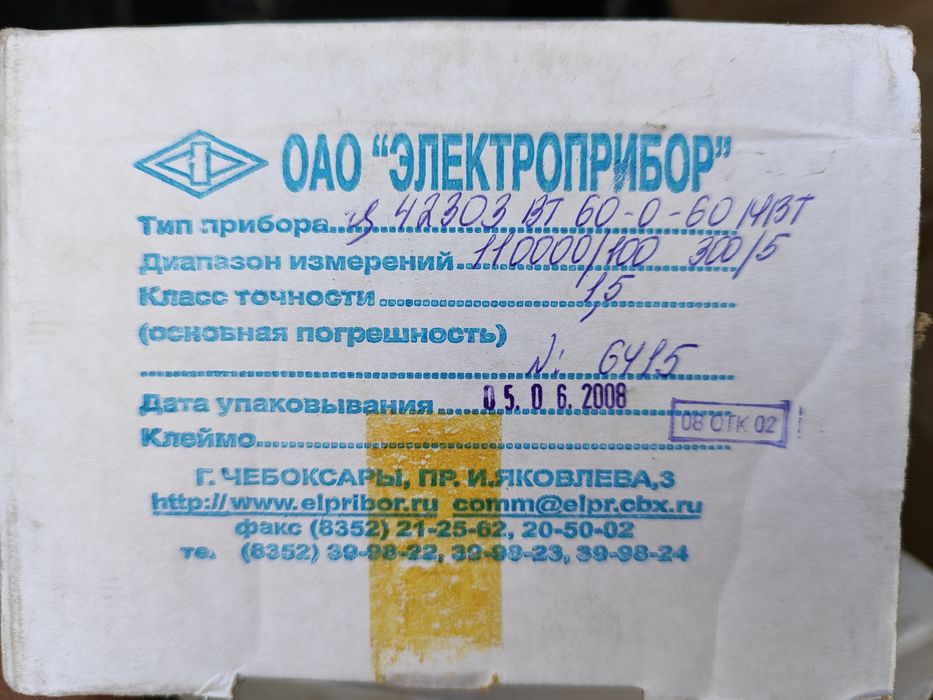 ОАО "ЭЛЕКТРОПРИБОР"
Тип прибора Ц 42303 ВТ 60-0-60 МВТ
Диапазон измерений 110000/100 300/5
Класс точности 1,5
(основная погрешность)
N: 6415
Дата упаковывания 05.06.2008
Клеймо 08 ОТК 02
Г. ЧЕБОКСАРЫ, ПР. И.ЯКОВЛЕВА,3
http://www.elpribor.ru comm@elpr.cbx.ru
факс (8352) 21-25-62, 20-50-02
те. (8352) 39-98-22, 39-98-23, 39-98-24